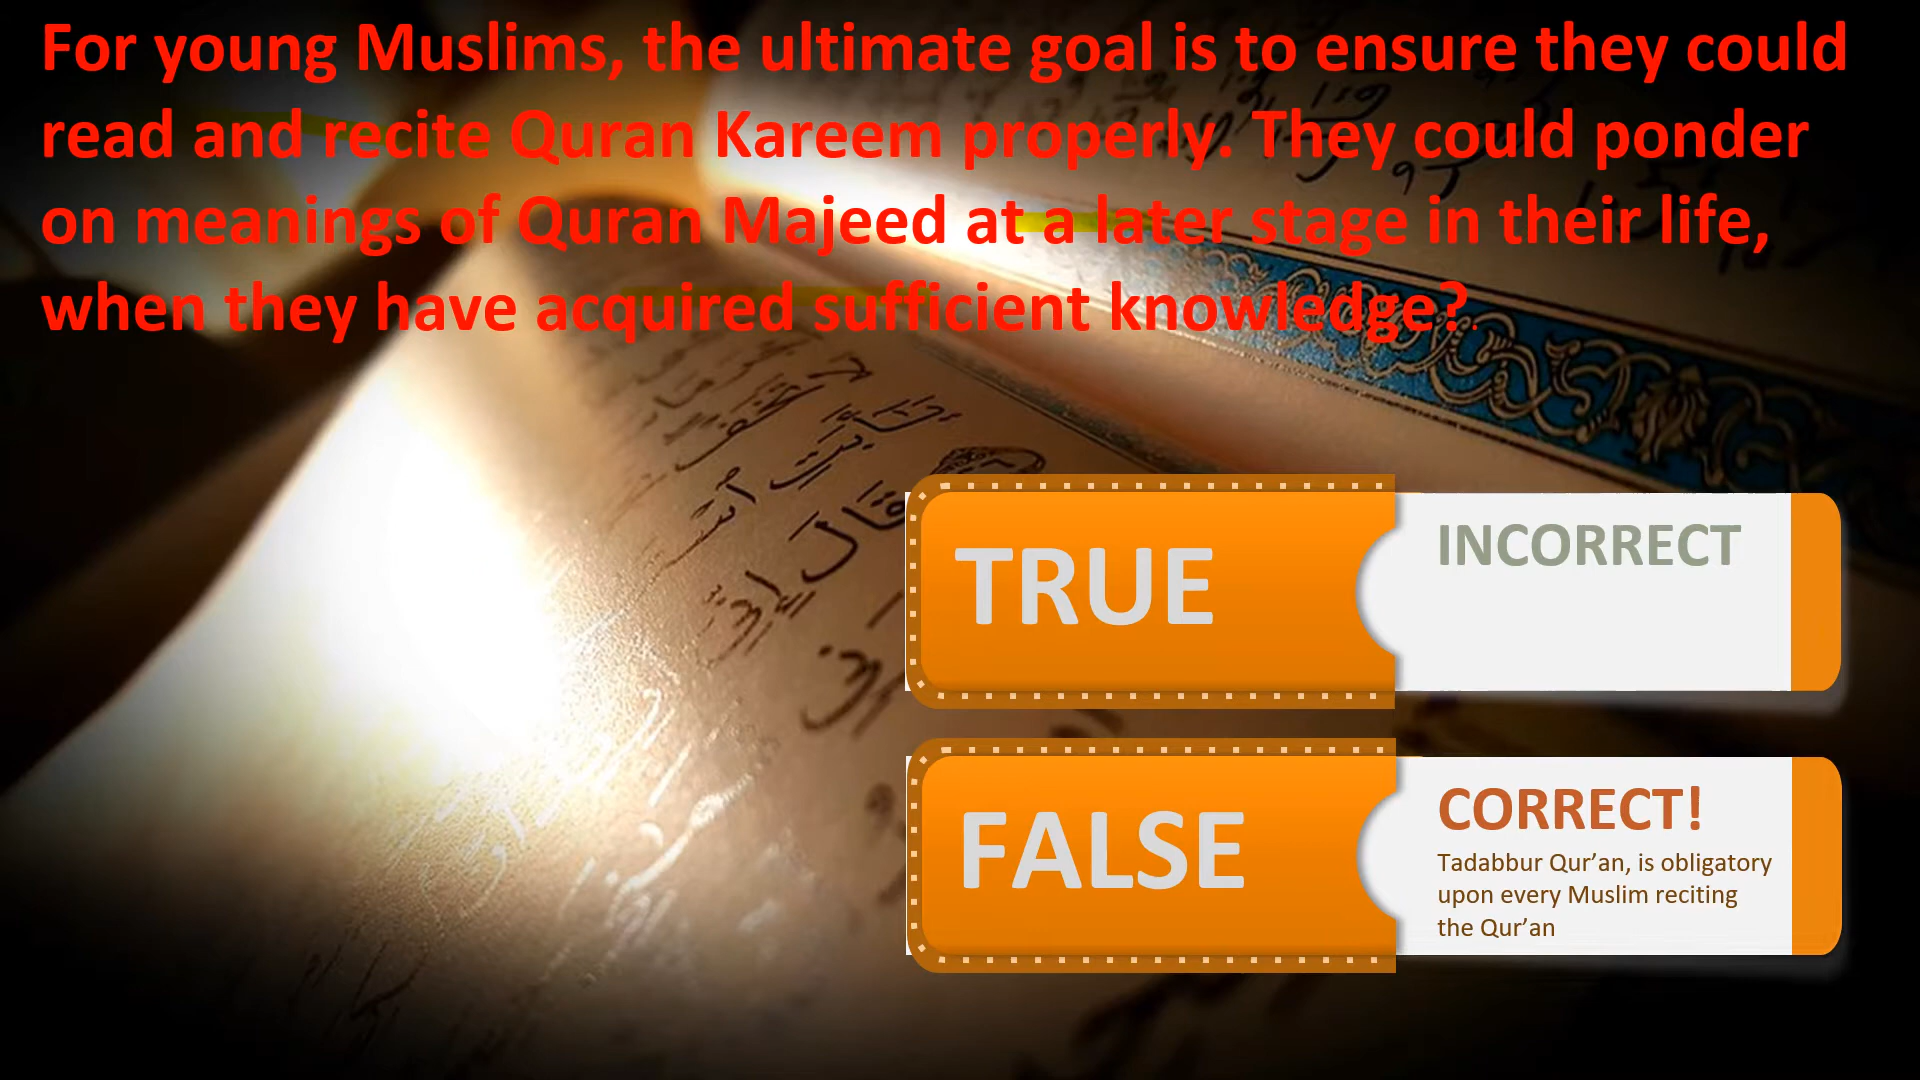 For young Muslims, the ultimate goal is to ensure they could
read and recite Quran Kareem properly. They could ponder
on meanings of Quran Majeed at a later stage in their life,
when they have acquired sufficient knowledge?.
TRUE
INCORRECT
FALSE
CORRECT!
Tadabbur Qur’an, is obligatory
upon every Muslim reciting
the Qur’an